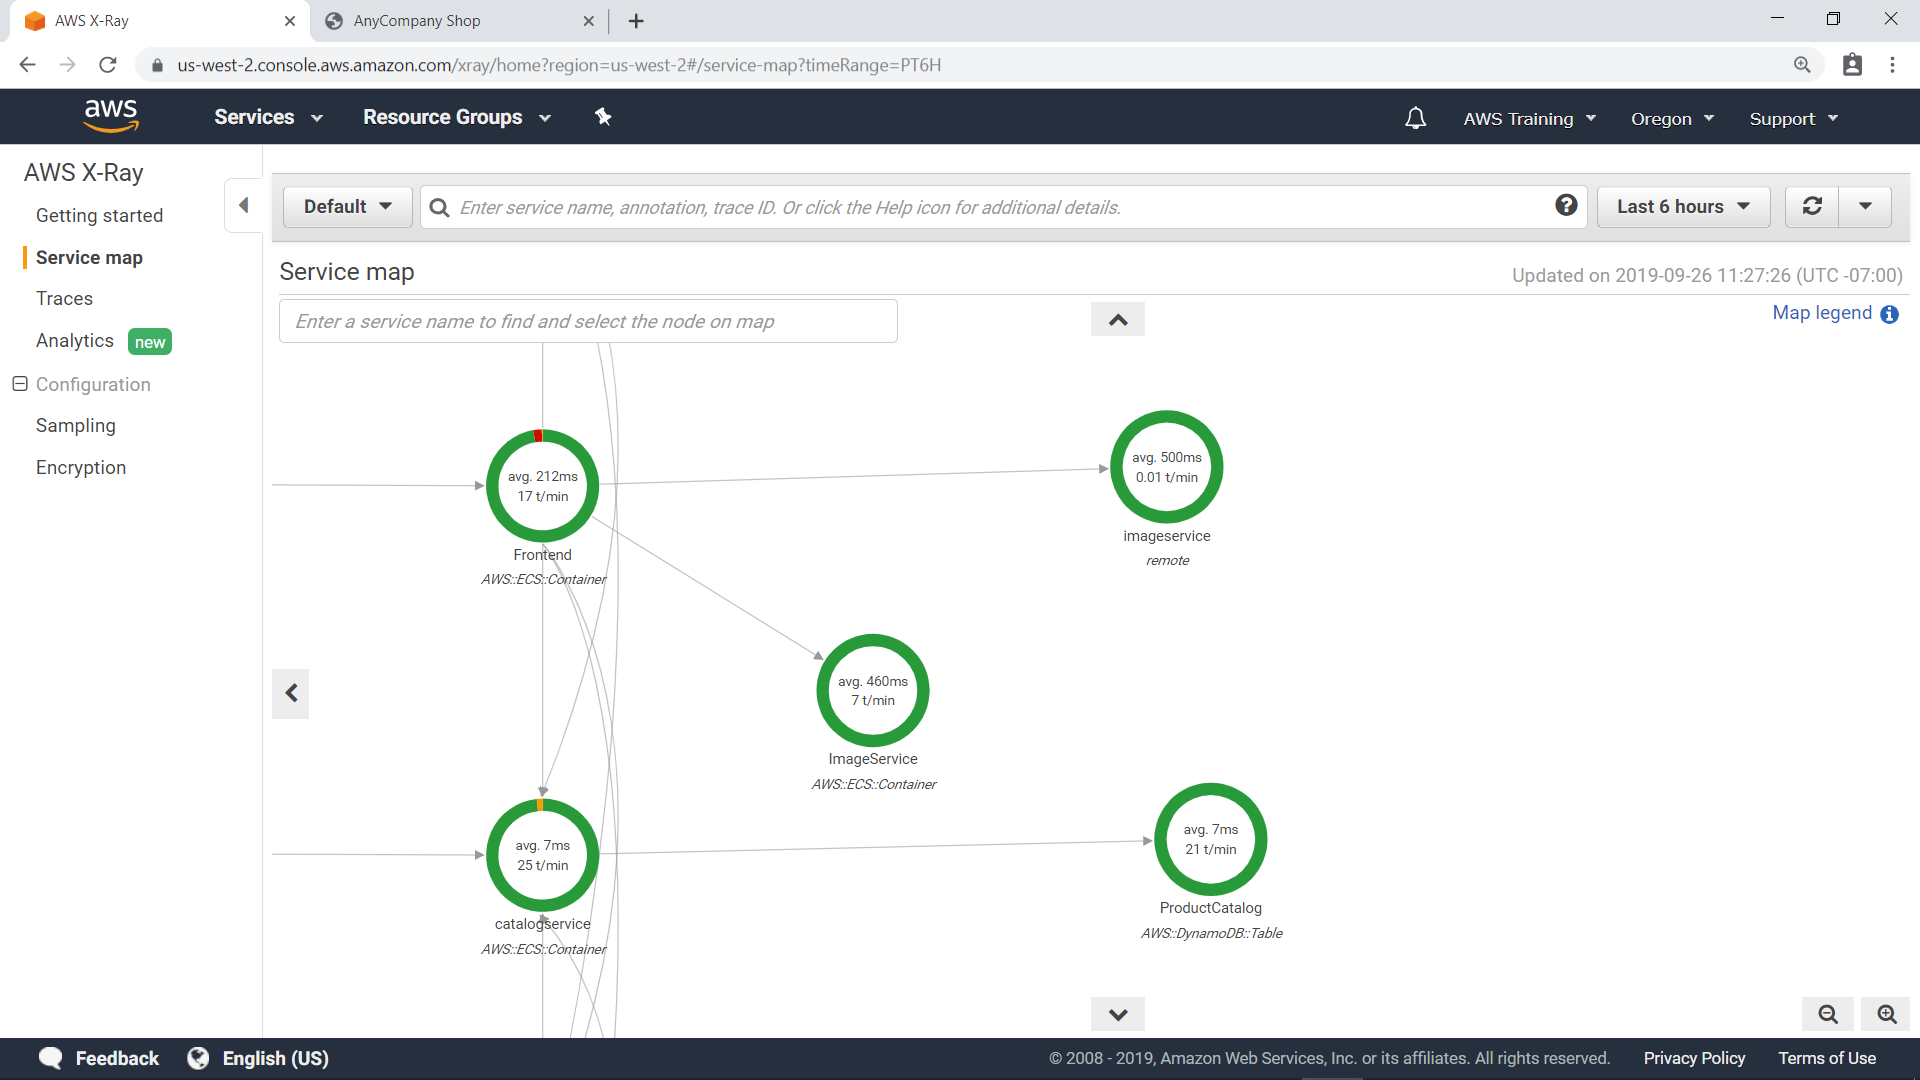 AWS X-Ray
AnyCompany Shop
us-west-2.console.aws.amazon.com/xray/home?region=us-west-2#/service-map?timeRange=PT6H
aws
Services
Resource Groups
AWS Training
Oregon
Support
AWS X-Ray
Getting started
Service map
Traces
Analytics new
Configuration
Sampling
Encryption
Default
Enter service name, annotation, trace ID. Or click the Help icon for additional details.
Last 6 hours
Service map
Updated on 2019-09-26 11:27:26 (UTC -07:00)
Enter a service name to find and select the node on map
Map legend
avg. 212ms
17 t/min
Frontend
AWS::ECS::Container
avg. 500ms
0.01 t/min
imageservice
remote
avg. 460ms
7 t/min
ImageService
AWS::ECS::Container
avg. 7ms
25 t/min
catalogservice
AWS::ECS::Container
avg. 7ms
21 t/min
ProductCatalog
AWS::DynamoDB::Table
Feedback
English (US)
© 2008 - 2019, Amazon Web Services, Inc. or its affiliates. All rights reserved.
Privacy Policy
Terms of Use